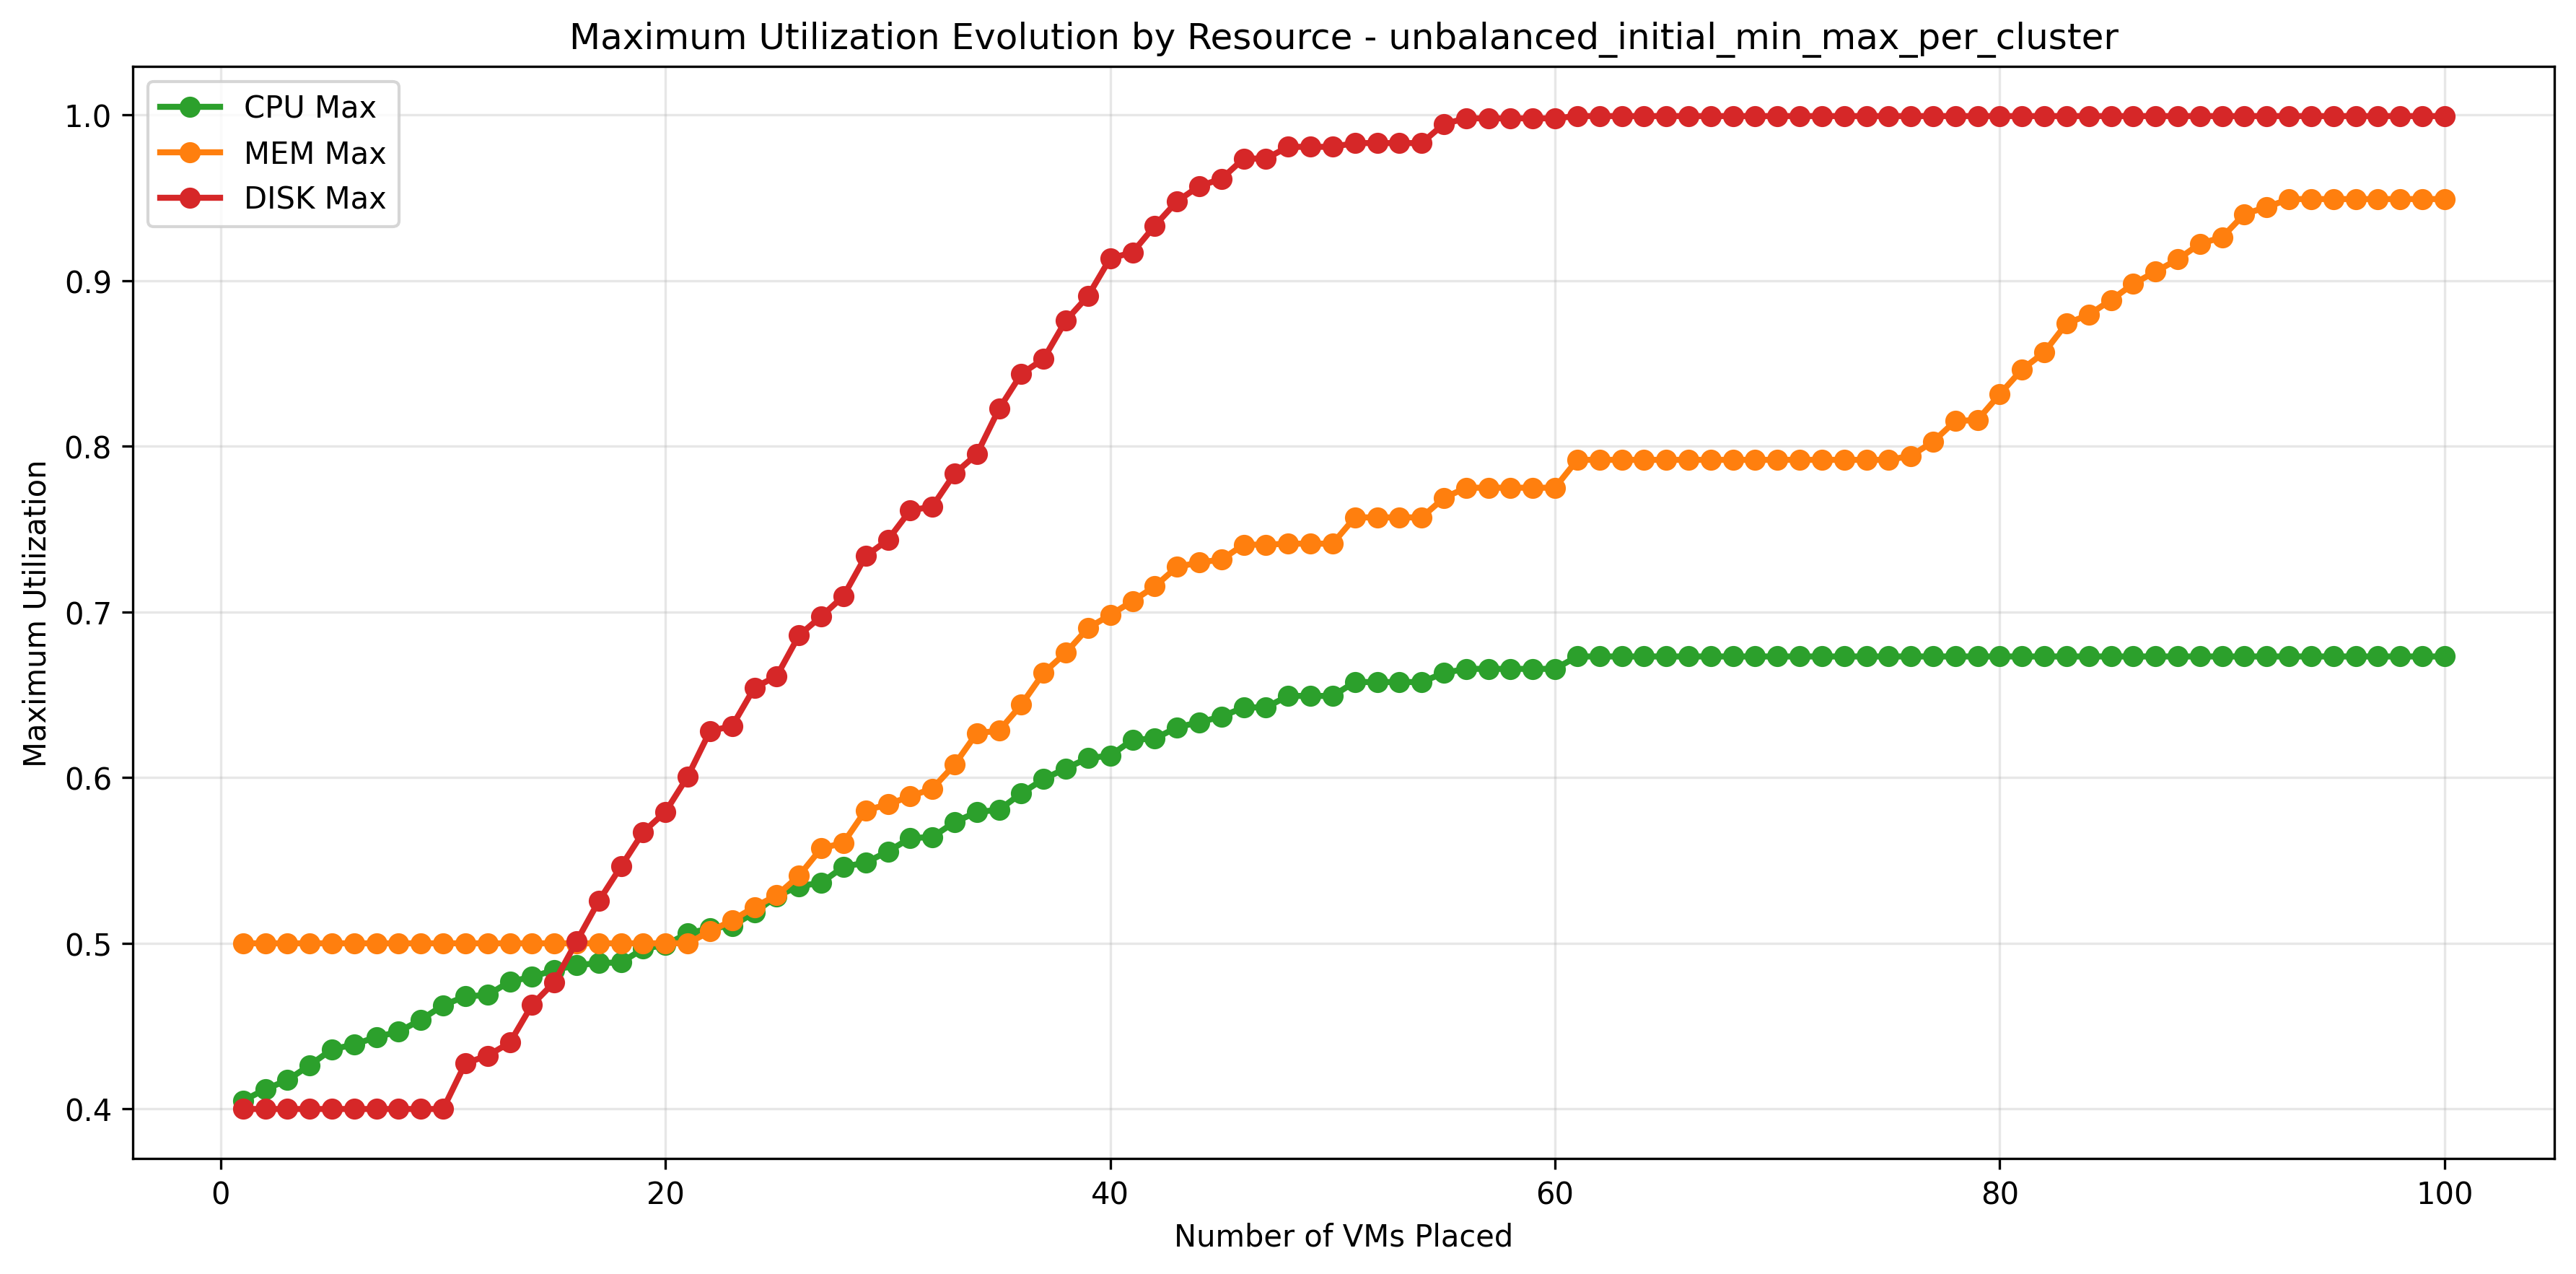 Maximum Utilization Evolution by Resource - unbalanced_initial_min_max_per_cluster
CPU Max
MEM Max
DISK Max
Maximum Utilization
1.0
0.9
0.8
0.7
0.6
0.5
0.4
0
20
40
60
80
100
Number of VMs Placed